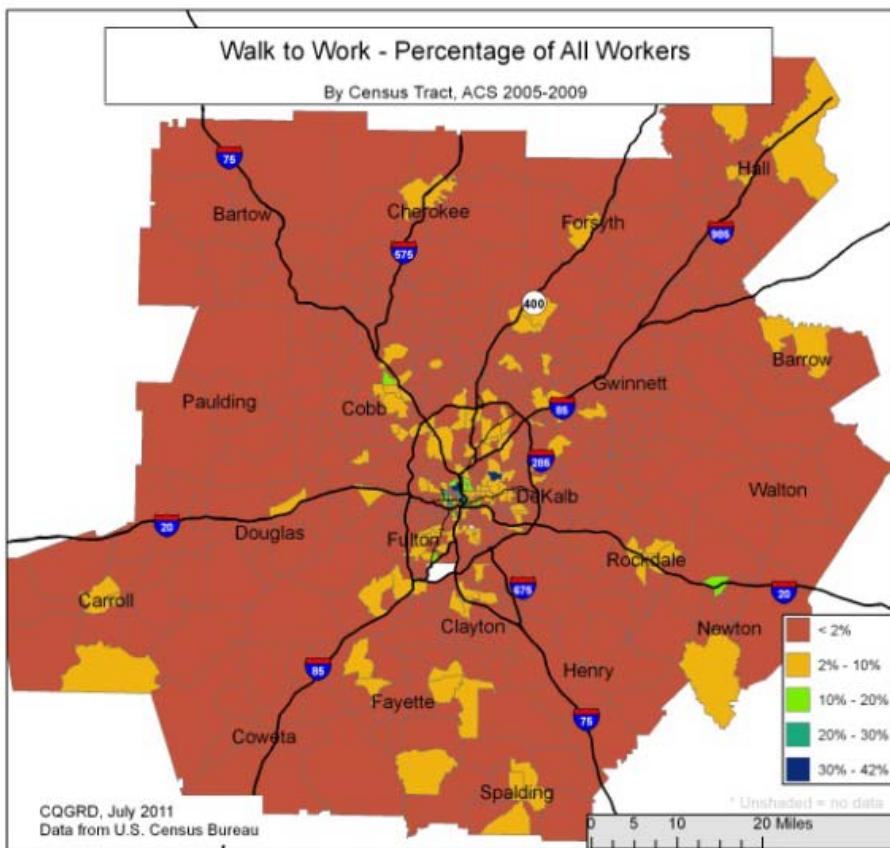 Walk to Work - Percentage of All Workers
By Census Tract, ACS 2005-2009
75
Hall
Bartow
Cherokee
Forsyth
985
575
400
Barrow
Gwinnett
Paulding
Cobb
85
285
DeKalb
Walton
20
Douglas
Fulton
Rockdale
Carroll
675
20
Clayton
Newton
< 2%
2% - 10%
10% - 20%
20% - 30%
30% - 42%
85
Henry
Fayette
75
Coweta
Spalding
* Unshaded = no data
CQGRD, July 2011
Data from U.S. Census Bureau
0 5 10 20 Miles